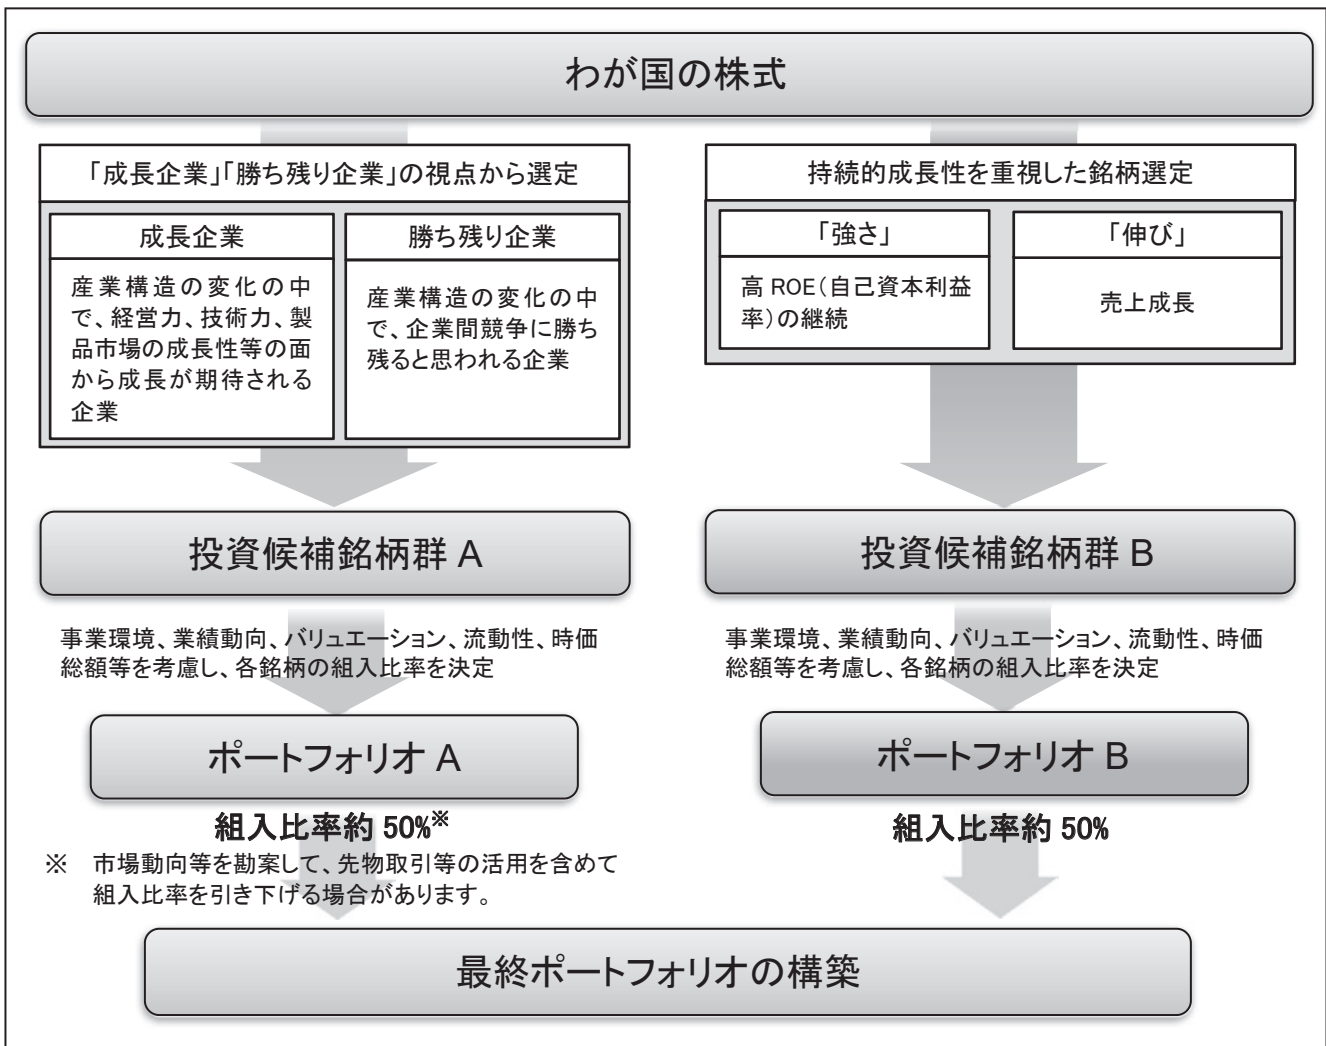 わが国の株式
「成長企業」「勝ち残り企業」の視点から選定
成長企業
産業構造の変化の中
で、経営力、技術力、製
品市場の成長性等の面
から成長が期待される
企業
勝ち残り企業
産業構造の変化の中
で、企業間競争に勝ち
残ると思われる企業
持続的成長性を重視した銘柄選定
「強さ」
高 ROE（自己資本利益
率）の継続
「伸び」
売上成長
投資候補銘柄群 A
事業環境、業績動向、バリュエーション、流動性、時価
総額等を考慮し、各銘柄の組入比率を決定
ポートフォリオ A
組入比率約 50%※
※ 市場動向等を勘案して、先物取引等の活用を含めて
組入比率を引き下げる場合があります。
投資候補銘柄群 B
事業環境、業績動向、バリュエーション、流動性、時価
総額等を考慮し、各銘柄の組入比率を決定
ポートフォリオ B
組入比率約 50%
最終ポートフォリオの構築